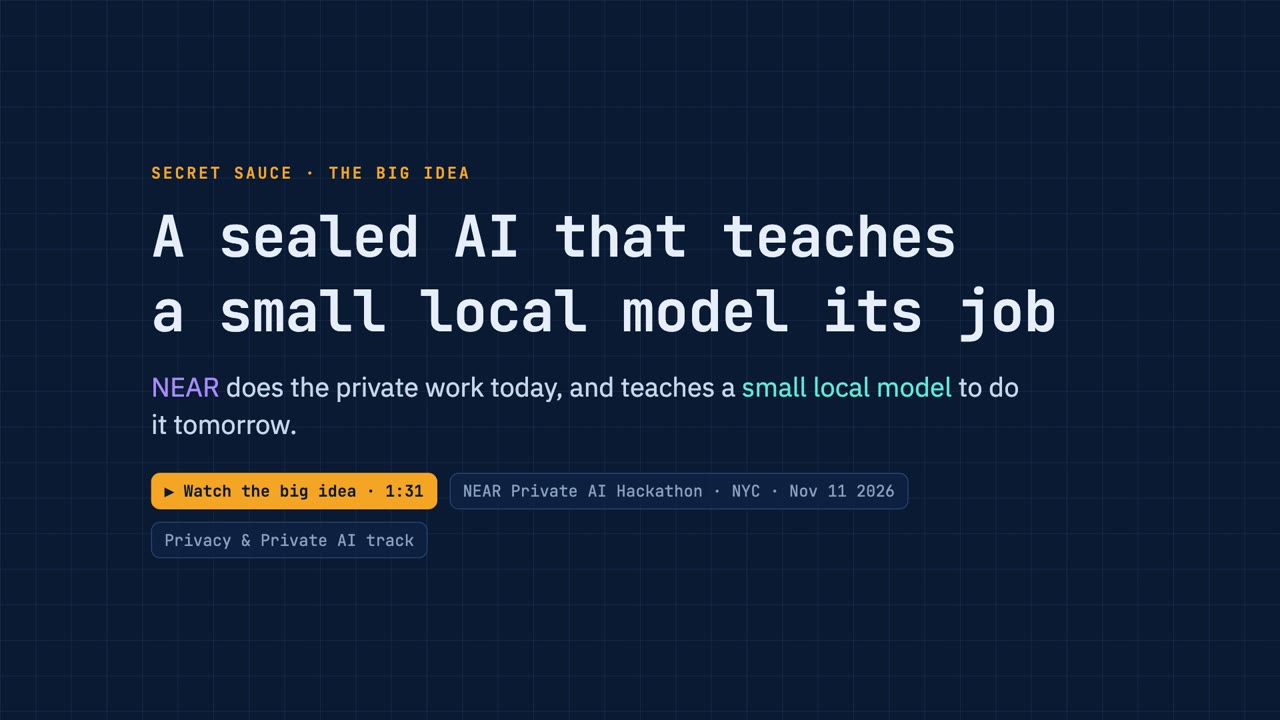 SECRET SAUCE · THE BIG IDEA
A sealed AI that teaches
a small local model its job
NEAR does the private work today, and teaches a small local model to do
it tomorrow.
▶ Watch the big idea · 1:31
NEAR Private AI Hackathon · NYC · Nov 11 2026
Privacy & Private AI track